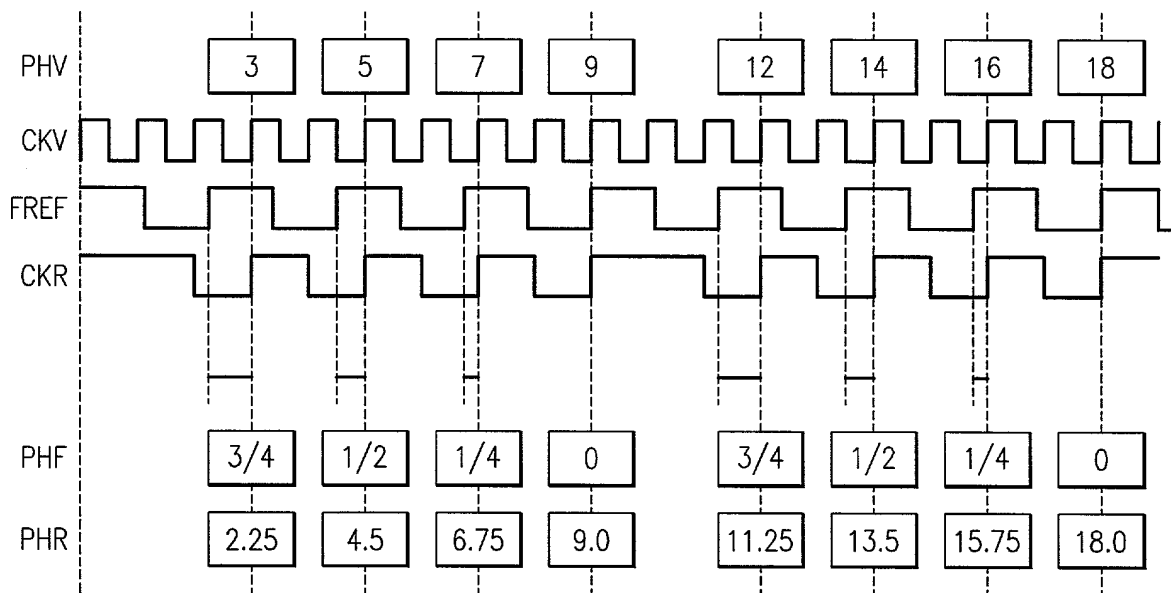 PHV 3 5 7 9 12 14 16 18
CKV
FREF
CKR
PHF 3/4 1/2 1/4 0 3/4 1/2 1/4 0
PHR 2.25 4.5 6.75 9.0 11.25 13.5 15.75 18.0